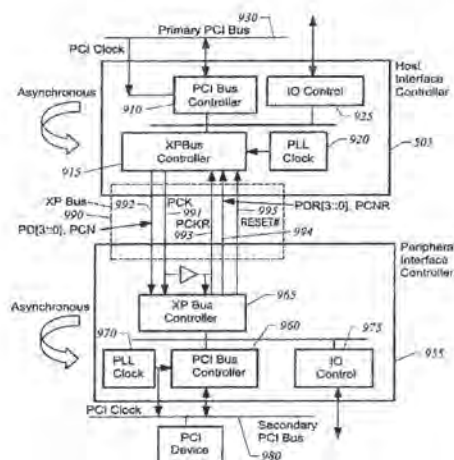 Primary PCI Bus
930
PCI Clock
Asynchronous
PCI Bus
Controller
910
IO Control
925
Host
Interface
Controller
XPBus
Controller
915
PLL
Clock
920
505
XP Bus
990
992
PCK
991
PD[3::0], PCN
PCKR
993
995
RESET#
994
PDR[3::0], PCNR
Peripheral
Interface
Controller
XP Bus
Controller
965
Asynchronous
970
PLL
Clock
960
PCI Bus
Controller
975
IO
Control
955
PCI Clock
Secondary
PCI Bus
980
PCI
Device